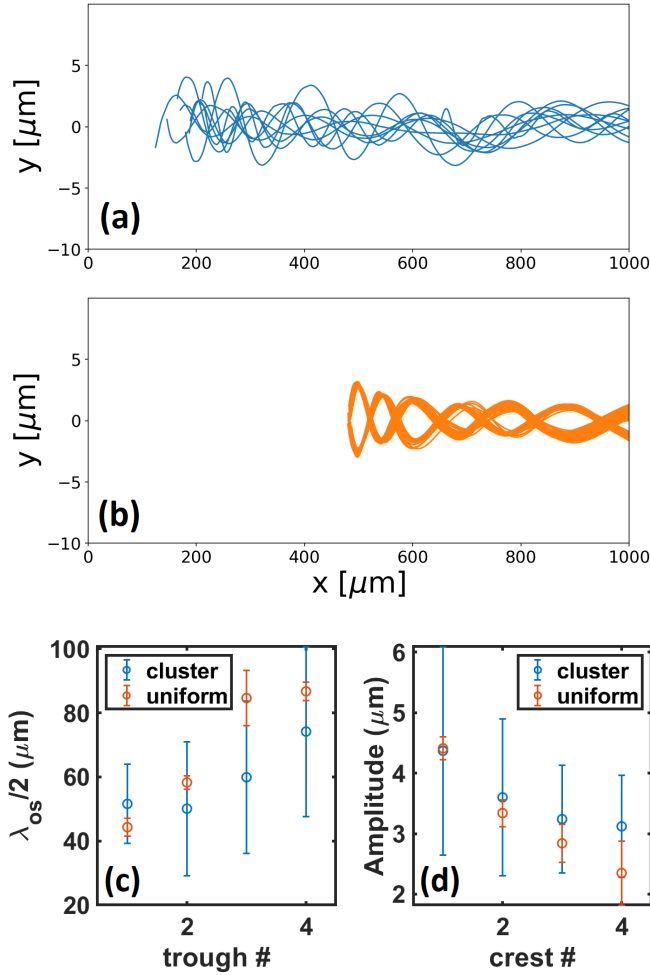 5
0
−5
−10
y [μm]
(a)
0
200
400
600
800
1000
5
0
−5
−10
y [μm]
(b)
0
200
400
600
800
1000
x [μm]
100
80
60
40
20
λos/2 (μm)
cluster
uniform
(c)
2
4
trough #
6
5
4
3
2
Amplitude (μm)
cluster
uniform
(d)
2
4
crest #